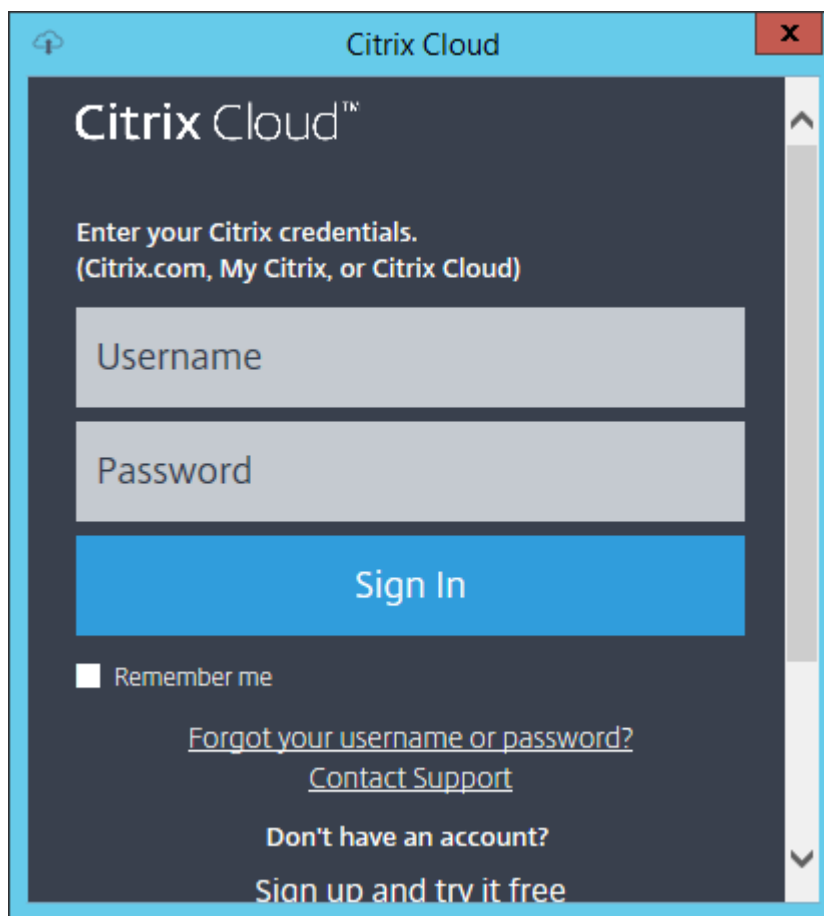 Citrix Cloud
x
Citrix Cloud™
Enter your Citrix credentials.
(Citrix.com, My Citrix, or Citrix Cloud)
Username
Password
Sign In
Remember me
Forgot your username or password?
Contact Support
Don't have an account?
Sign up and try it free